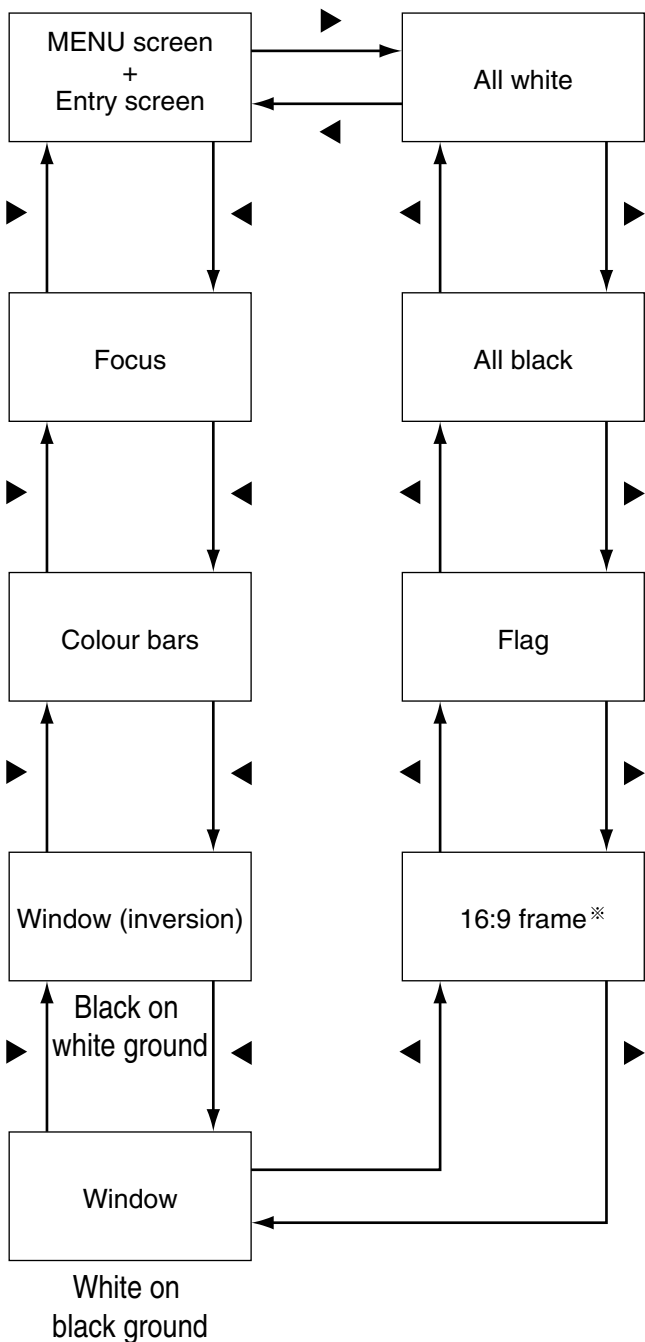 MENU screen
+
Entry screen
All white
Focus
All black
Colour bars
Flag
Window (inversion)
16:9 frame※
Black on
white ground
Window
White on
black ground